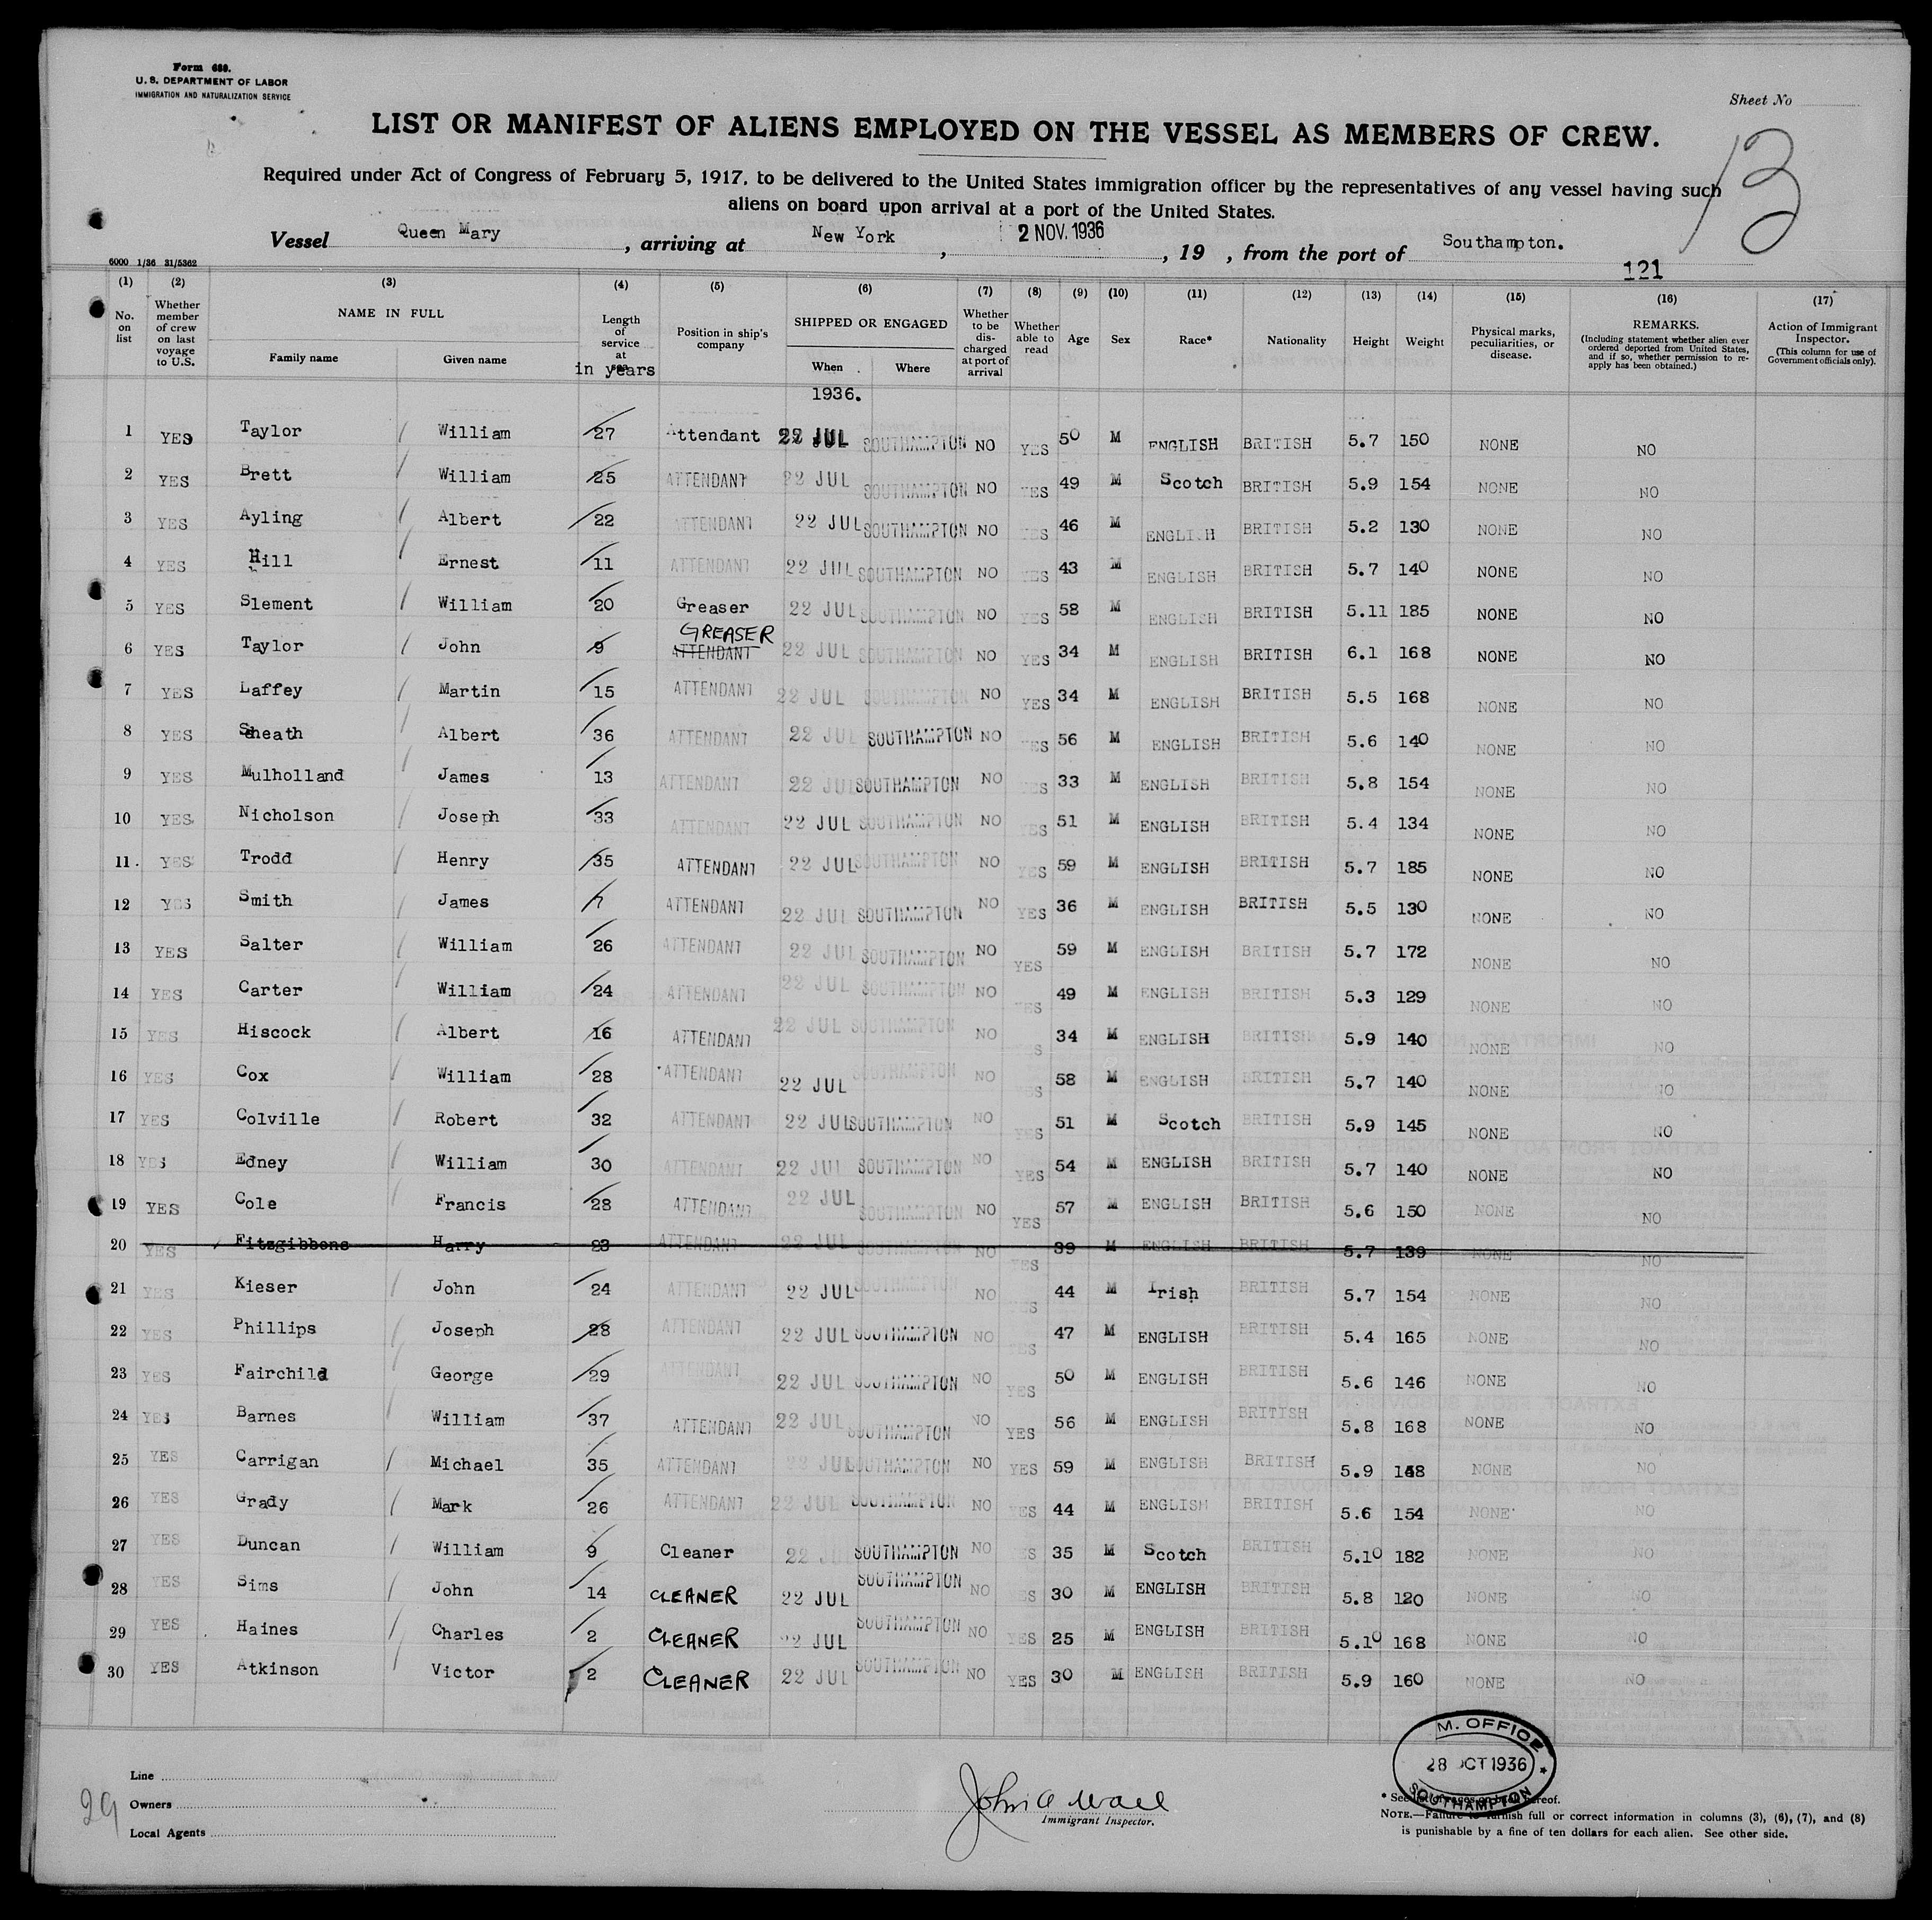 Form 689.
U. S. DEPARTMENT OF LABOR
IMMIGRATION AND NATURALIZATION SERVICE
Sheet No
13
LIST OR MANIFEST OF ALIENS EMPLOYED ON THE VESSEL AS MEMBERS OF CREW.
Required under Act of Congress of February 5, 1917, to be delivered to the United States immigration officer by the representatives of any vessel having such
aliens on board upon arrival at a port of the United States.
Vessel Queen Mary, arriving at New York, 2 NOV. 1936, 19 , from the port of Southampton.
6000 1/36 31/5362
121
(1) (2) (3) (4) (5) (6) (7) (8) (9) (10) (11) (12) (13) (14) (15) (16) (17)
No. on list Whether member of crew on last voyage to U.S. NAME IN FULL Family name Given name Length of service at sea in years Position in ship's company SHIPPED OR ENGAGED When Where Whether to be discharged at port of arrival Whether able to read Age Sex Race* Nationality Height Weight Physical marks, peculiarities, or disease. REMARKS. (Including statement whether alien ever ordered deported from United States, and if so, whether permission to re-apply has been obtained.) Action of Immigrant Inspector. (This column for use of Government officials only).
1936.
1 YES Taylor William 27 Attendant 22 JUL SOUTHAMPTON NO YES 50 M ENGLISH BRITISH 5.7 150 NONE NO
2 YES Brett William 25 ATTENDANT 22 JUL SOUTHAMPTON NO YES 49 M Scotch BRITISH 5.9 154 NONE NO
3 YES Ayling Albert 22 ATTENDANT 22 JUL SOUTHAMPTON NO YES 46 M ENGLISH BRITISH 5.2 130 NONE NO
4 YES Hill Ernest 11 ATTENDANT 22 JUL SOUTHAMPTON NO YES 43 M ENGLISH BRITISH 5.7 140 NONE NO
5 YES Slement William 20 Greaser 22 JUL SOUTHAMPTON NO YES 58 M ENGLISH BRITISH 5.11 185 NONE NO
GREASER
6 YES Taylor John 9 ATTENDANT 22 JUL SOUTHAMPTON NO YES 34 M ENGLISH BRITISH 6.1 168 NONE NO
7 YES Laffey Martin 15 ATTENDANT 22 JUL SOUTHAMPTON NO YES 34 M ENGLISH BRITISH 5.5 168 NONE NO
8 YES Sheath Albert 36 ATTENDANT 22 JUL SOUTHAMPTON NO YES 56 M ENGLISH BRITISH 5.6 140 NONE NO
9 YES Mulholland James 13 ATTENDANT 22 JUL SOUTHAMPTON NO YES 33 M ENGLISH BRITISH 5.8 154 NONE NO
10 YES Nicholson Joseph 33 ATTENDANT 22 JUL SOUTHAMPTON NO YES 51 M ENGLISH BRITISH 5.4 134 NONE NO
11. YES Trodd Henry 35 ATTENDANT 22 JUL SOUTHAMPTON NO YES 59 M ENGLISH BRITISH 5.7 185 NONE NO
12 YES Smith James 7 ATTENDANT 22 JUL SOUTHAMPTON NO YES 36 M ENGLISH BRITISH 5.5 130 NONE NO
13 YES Salter William 26 ATTENDANT 22 JUL SOUTHAMPTON NO YES 59 M ENGLISH BRITISH 5.7 172 NONE NO
14 YES Carter William 24 ATTENDANT 22 JUL SOUTHAMPTON NO YES 49 M ENGLISH BRITISH 5.3 129 NONE NO
15 YES Hiscock Albert 16 ATTENDANT 22 JUL SOUTHAMPTON NO YES 34 M ENGLISH BRITISH 5.9 140 NONE NO
16 YES Cox William 28 ATTENDANT 22 JUL SOUTHAMPTON NO YES 58 M ENGLISH BRITISH 5.7 140 NONE NO
17 YES Colville Robert 32 ATTENDANT 22 JUL SOUTHAMPTON NO YES 51 M Scotch BRITISH 5.9 145 NONE NO
18 YES Edney William 30 ATTENDANT 22 JUL SOUTHAMPTON NO YES 54 M ENGLISH BRITISH 5.7 140 NONE NO
19 YES Cole Francis 28 ATTENDANT 22 JUL SOUTHAMPTON NO YES 57 M ENGLISH BRITISH 5.6 150 NONE NO
20 YES Fitzgibbons Harry 23 ATTENDANT 22 JUL SOUTHAMPTON NO YES 39 M ENGLISH BRITISH 5.7 139 NONE NO
21 YES Kieser John 24 ATTENDANT 22 JUL SOUTHAMPTON NO YES 44 M Irish BRITISH 5.7 154 NONE NO
22 YES Phillips Joseph 28 ATTENDANT 22 JUL SOUTHAMPTON NO YES 47 M ENGLISH BRITISH 5.4 165 NONE NO
23 YES Fairchild George 29 ATTENDANT 22 JUL SOUTHAMPTON NO YES 50 M ENGLISH BRITISH 5.6 146 NONE NO
24 YES Barnes William 37 ATTENDANT 22 JUL SOUTHAMPTON NO YES 56 M ENGLISH BRITISH 5.8 168 NONE NO
25 YES Carrigan Michael 35 ATTENDANT 22 JUL SOUTHAMPTON NO YES 59 M ENGLISH BRITISH 5.9 NONE NO
26 YES Grady Mark 26 ATTENDANT 22 JUL SOUTHAMPTON NO YES 44 M ENGLISH BRITISH 5.6 154 NONE NO
27 YES Duncan William 9 Cleaner 22 JUL SOUTHAMPTON NO YES 35 M Scotch BRITISH 5.10 182 NONE NO
28 YES Sims John 14 CLEANER 22 JUL SOUTHAMPTON NO YES 30 M ENGLISH BRITISH 5.8 120 NONE NO
29 YES Haines Charles 2 CLEANER 22 JUL SOUTHAMPTON NO YES 25 M ENGLISH BRITISH 5.10 168 NONE NO
30 YES Atkinson Victor 2 CLEANER 22 JUL SOUTHAMPTON NO YES 30 M ENGLISH BRITISH 5.9 160 NONE NO
M. OFFICE
28 OCT 1936
SOUTHAMPTON
Line
Owners
Local Agents
29
John A Wall
Immigrant Inspector.
* See list of races on back hereof.
NOTE.—Failure to furnish full or correct information in columns (3), (6), (7), and (8)
is punishable by a fine of ten dollars for each alien. See other side.